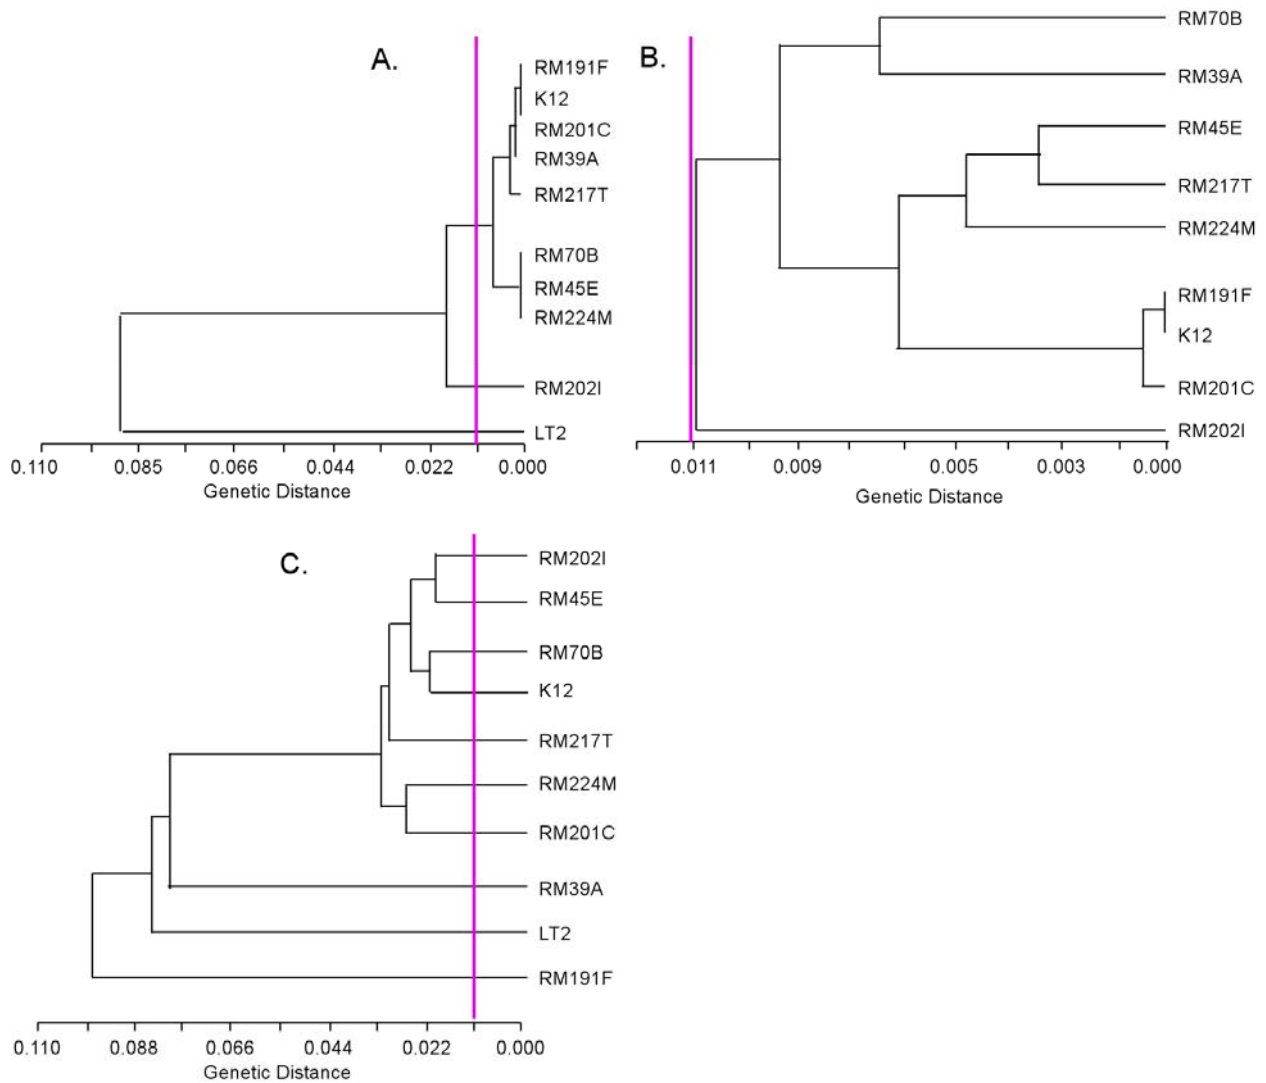 A.
RM191F
K12
RM201C
RM39A
RM217T
RM70B
RM45E
RM224M
RM202I
LT2
0.110 0.085 0.066 0.044 0.022 0.000
Genetic Distance
B.
RM70B
RM39A
RM45E
RM217T
RM224M
RM191F
K12
RM201C
RM202I
0.011 0.009 0.005 0.003 0.000
Genetic Distance
C.
RM202I
RM45E
RM70B
K12
RM217T
RM224M
RM201C
RM39A
LT2
RM191F
0.110 0.088 0.066 0.044 0.022 0.000
Genetic Distance